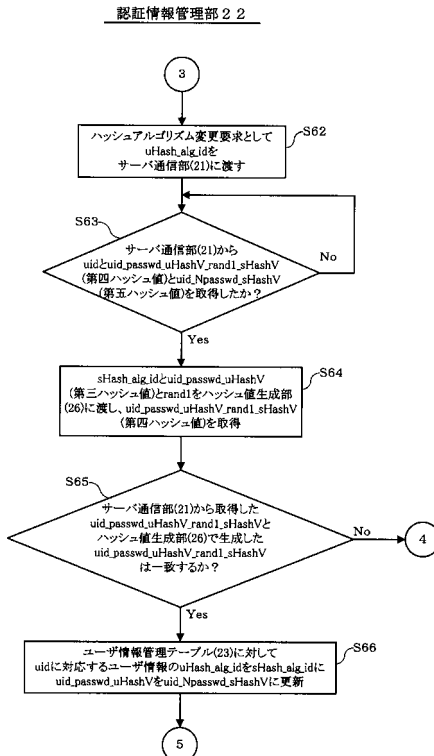 認証情報管理部２２
3
S62
ハッシュアルゴリズム変更要求として
uHash_alg_idを
サーバ通信部(21)に渡す
S63
サーバ通信部(21)から
uidとuid_passwd_uHashV_rand1_sHashV
(第四ハッシュ値)とuid_Npasswd_sHashV
(第五ハッシュ値)を取得したか？
No
Yes
S64
sHash_alg_idとuid_passwd_uHashV
(第三ハッシュ値)とrand1をハッシュ値生成部
(26)に渡し、uid_passwd_uHashV_rand1_sHashV
(第四ハッシュ値)を取得
S65
サーバ通信部(21)から取得した
uid_passwd_uHashV_rand1_sHashVと
ハッシュ値生成部(26)で生成した
uid_passwd_uHashV_rand1_sHashV
は一致するか？
No
4
Yes
S66
ユーザ情報管理テーブル(23)に対して
uidに対応するユーザ情報のuHash_alg_idをsHash_alg_idに
uid_passwd_uHashVをuid_Npasswd_sHashVに更新
5